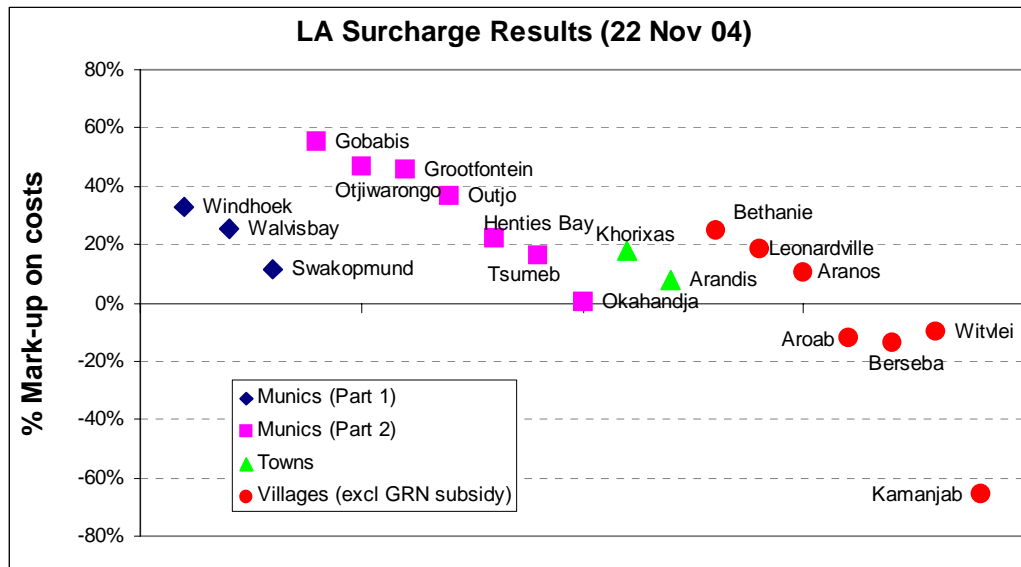 LA Surcharge Results (22 Nov 04)
% Mark-up on costs
80%
60%
40%
20%
0%
-20%
-40%
-60%
-80%
Gobabis
Otjiwarongo
Grootfontein
Outjo
Windhoek
Walvisbay
Swakopmund
Henties Bay
Tsumeb
Okahandja
Khorixas
Arandis
Bethanie
Leonardville
Aranos
Aroab
Berseba
Witvlei
Kamanjab
Munics (Part 1)
Munics (Part 2)
Towns
Villages (excl GRN subsidy)